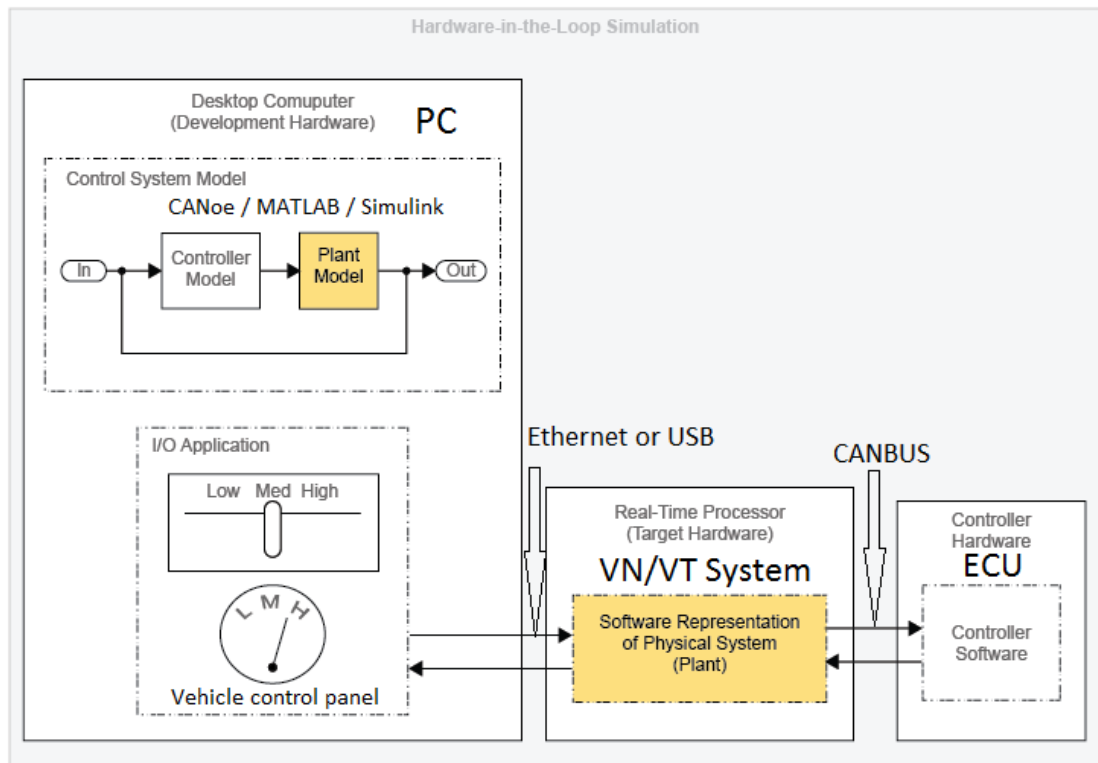 Hardware-in-the-Loop Simulation
Desktop Comuputer
(Development Hardware)
PC
Control System Model
CANoe / MATLAB / Simulink
In
Controller
Model
Plant
Model
Out
I/O Application
Low Med High
L M H
Vehicle control panel
Ethernet or USB
CANBUS
Real-Time Processor
(Target Hardware)
VN/VT System
Software Representation
of Physical System
(Plant)
Controller
Hardware
ECU
Controller
Software